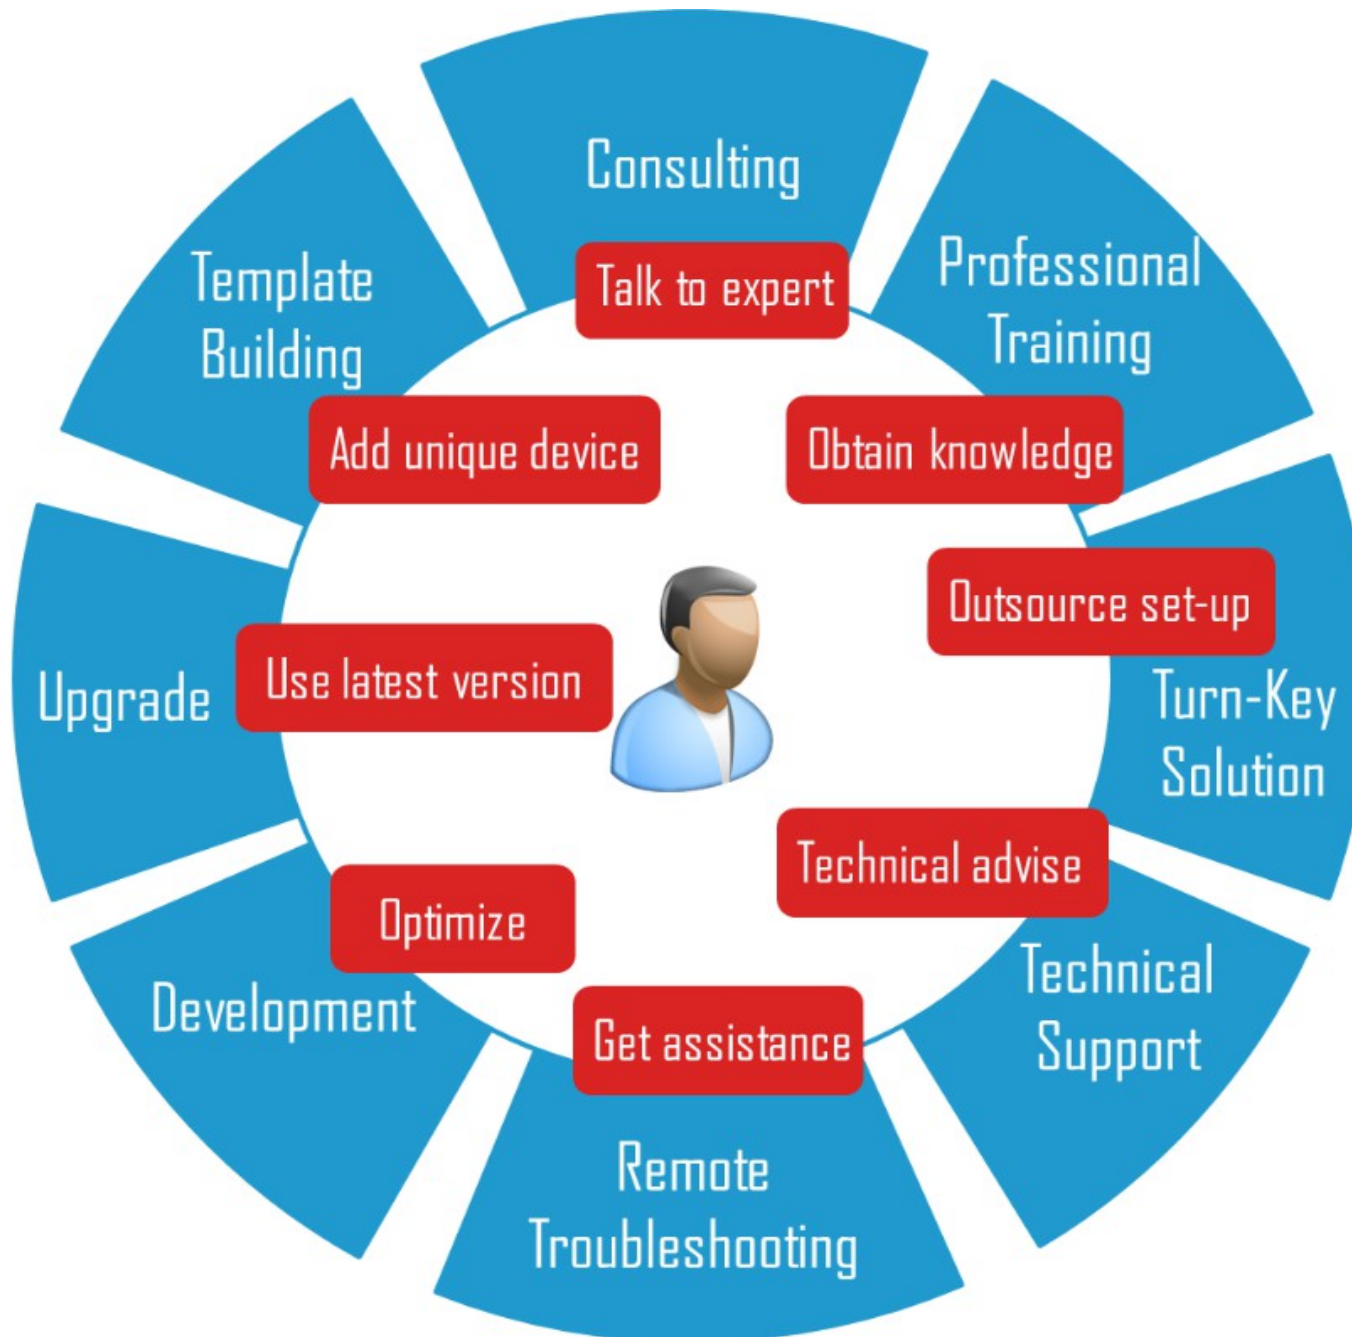 Consulting
Talk to expert
Professional
Training
Obtain knowledge
Outsource set-up
Turn-Key
Solution
Technical advise
Technical
Support
Get assistance
Remote
Troubleshooting
Optimize
Development
Use latest version
Upgrade
Template
Building
Add unique device